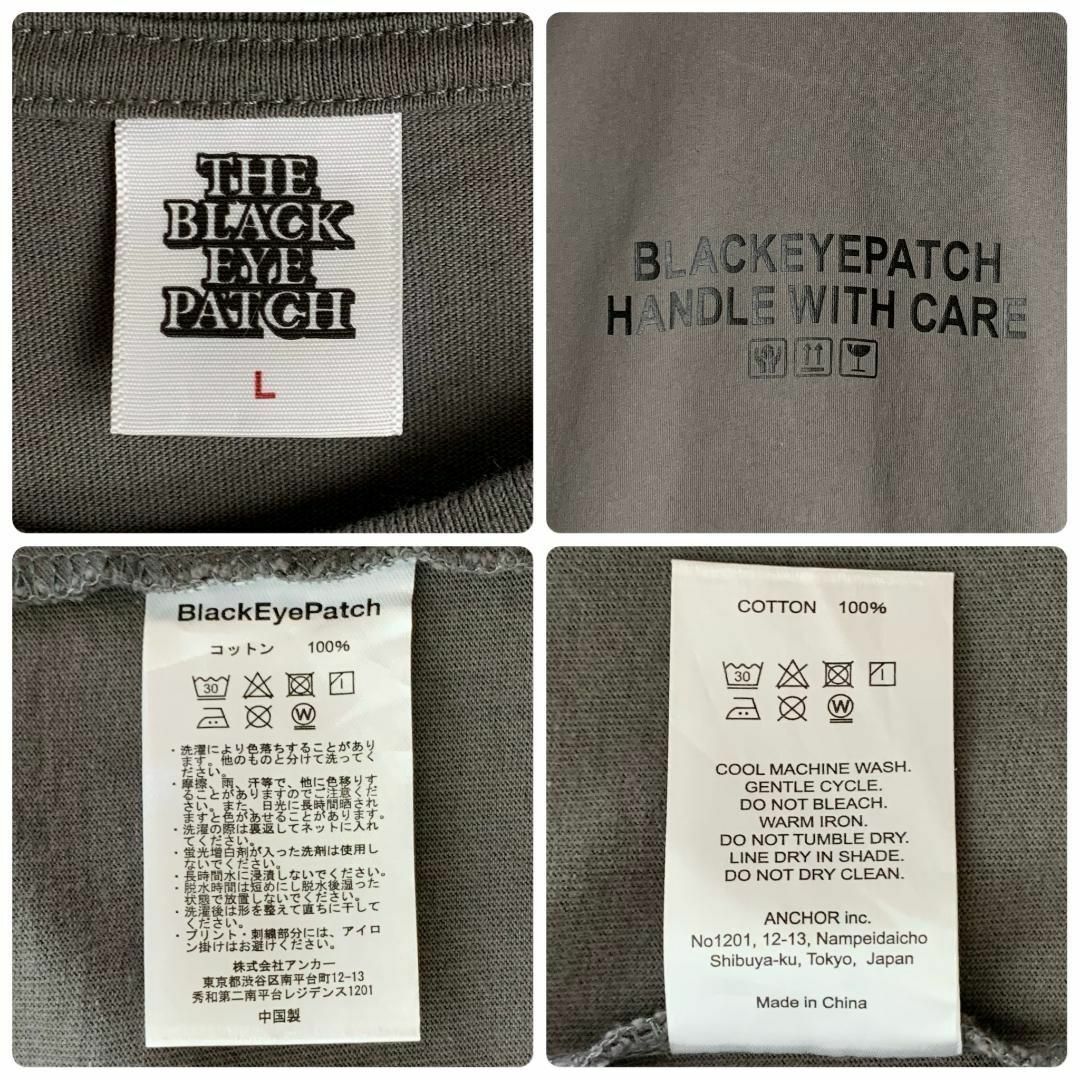 THE
BLACK
EYE
PATCH
L
BLACKEYEPATCH
HANDLE WITH CARE
BlackEyePatch
コットン 100%
30
W
・洗濯により色落ちすることがあり
ます。他のものと分けて洗ってく
ださい。
・摩擦、雨、汗等で、他に色移りす
ることがありますのでご注意くだ
さい。また、日光に長時間晒され
ますと色があせることがあります。
・洗濯の際は裏返してネットに入れ
てください。
・蛍光増白剤が入った洗剤は使用し
ないでください。
・長時間水に浸漬しないでください。
・脱水時間は短めにし脱水後湿った
状態で放置しないでください。
・洗濯後は形を整えて直ちに干して
ください。
・プリント・刺繍部分には、アイロ
ン掛けはお避けください。
株式会社アンカー
東京都渋谷区南平台町12-13
秀和第二南平台レジデンス1201
中国製
COTTON 100%
30
W
COOL MACHINE WASH.
GENTLE CYCLE.
DO NOT BLEACH.
WARM IRON.
DO NOT TUMBLE DRY.
LINE DRY IN SHADE.
DO NOT DRY CLEAN.
ANCHOR inc.
No1201, 12-13, Nampeidaicho
Shibuya-ku, Tokyo, Japan
Made in China